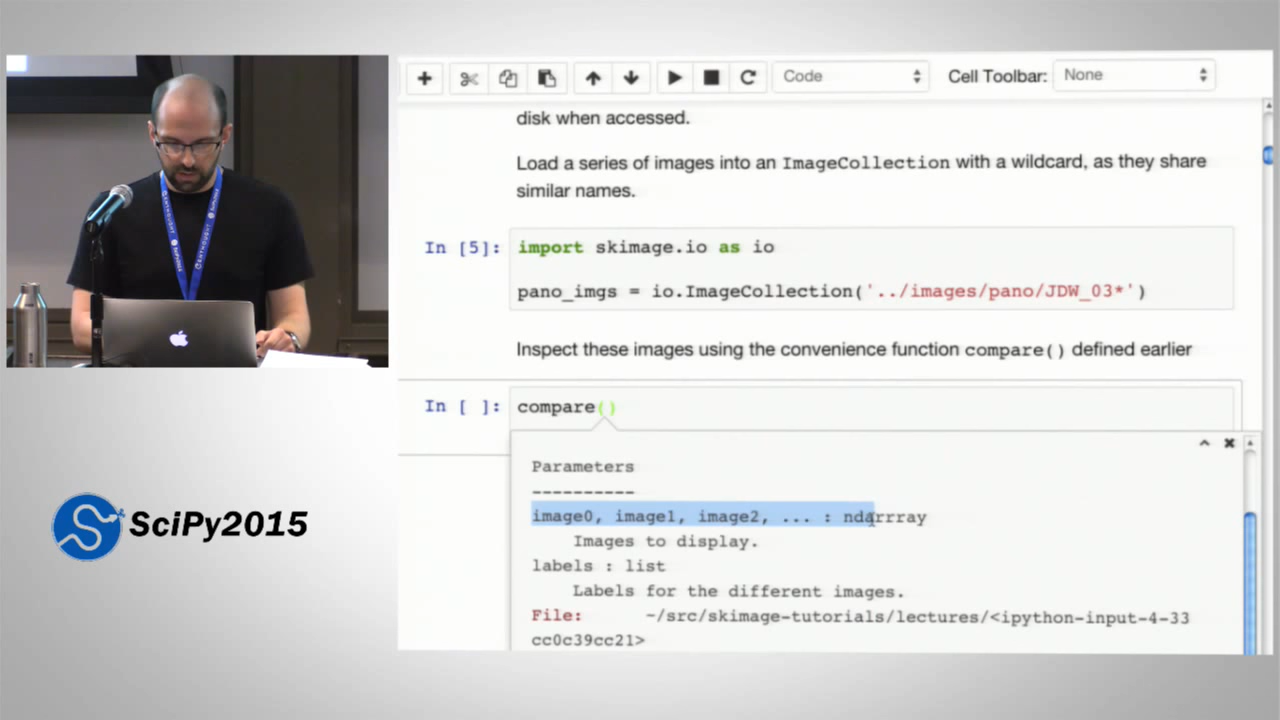 Code
Cell Toolbar:
None
disk when accessed.
Load a series of images into an ImageCollection with a wildcard, as they share
similar names.
In [5]:
import skimage.io as io
pano_imgs = io.ImageCollection('../images/pano/JDW_03*')
Inspect these images using the convenience function compare() defined earlier
In [ ]:
compare()
Parameters
----------
image0, image1, image2, ... : ndarrray
Images to display.
labels : list
Labels for the different images.
File: ~/src/skimage-tutorials/lectures/<ipython-input-4-33
cc0c39cc21>
SciPy2015
ENTHOUGHT